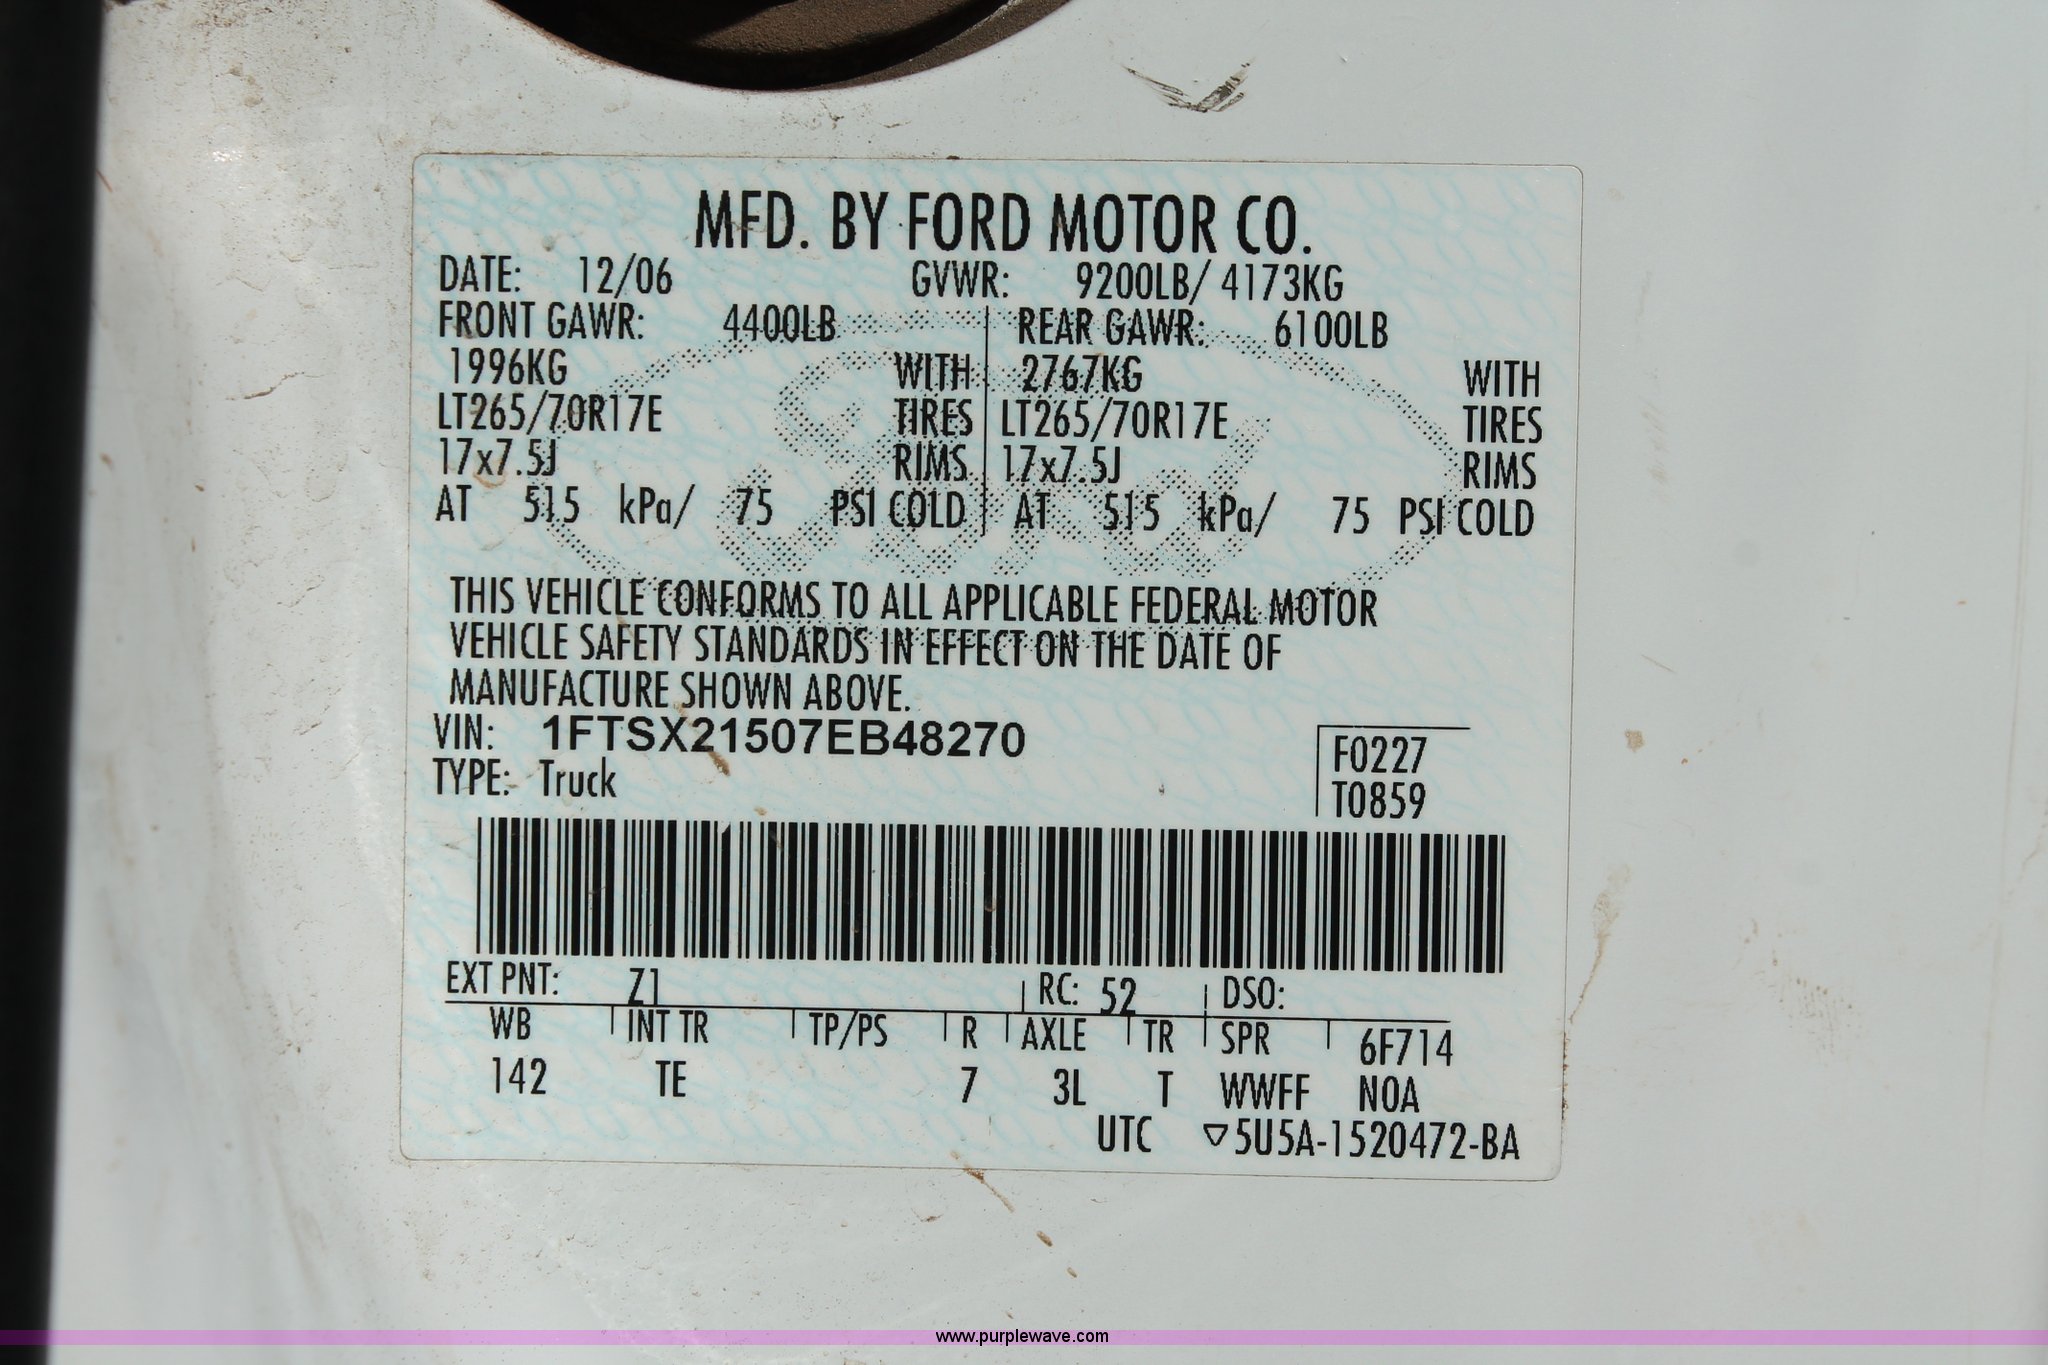 MFD. BY FORD MOTOR CO.
DATE: 12/06 GVWR: 9200LB/ 4173KG
FRONT GAWR: 4400LB REAR GAWR: 6100LB
1996KG WITH 2767KG WITH
LT265/70R17E TIRES LT265/70R17E TIRES
17x7.5J RIMS 17x7.5J RIMS
AT 515 kPa/ 75 PSI COLD AT 515 kPa/ 75 PSI COLD
THIS VEHICLE CONFORMS TO ALL APPLICABLE FEDERAL MOTOR
VEHICLE SAFETY STANDARDS IN EFFECT ON THE DATE OF
MANUFACTURE SHOWN ABOVE.
VIN: 1FTSX21507EB48270
F0227
TYPE: Truck
T0859
EXT PNT: Z1 RC: 52 DSO:
WB INT TR TP/PS R AXLE TR SPR 6F714
142 TE 7 3L T WWFF NOA
UTC ▽5U5A-1520472-BA
www.purplewave.com